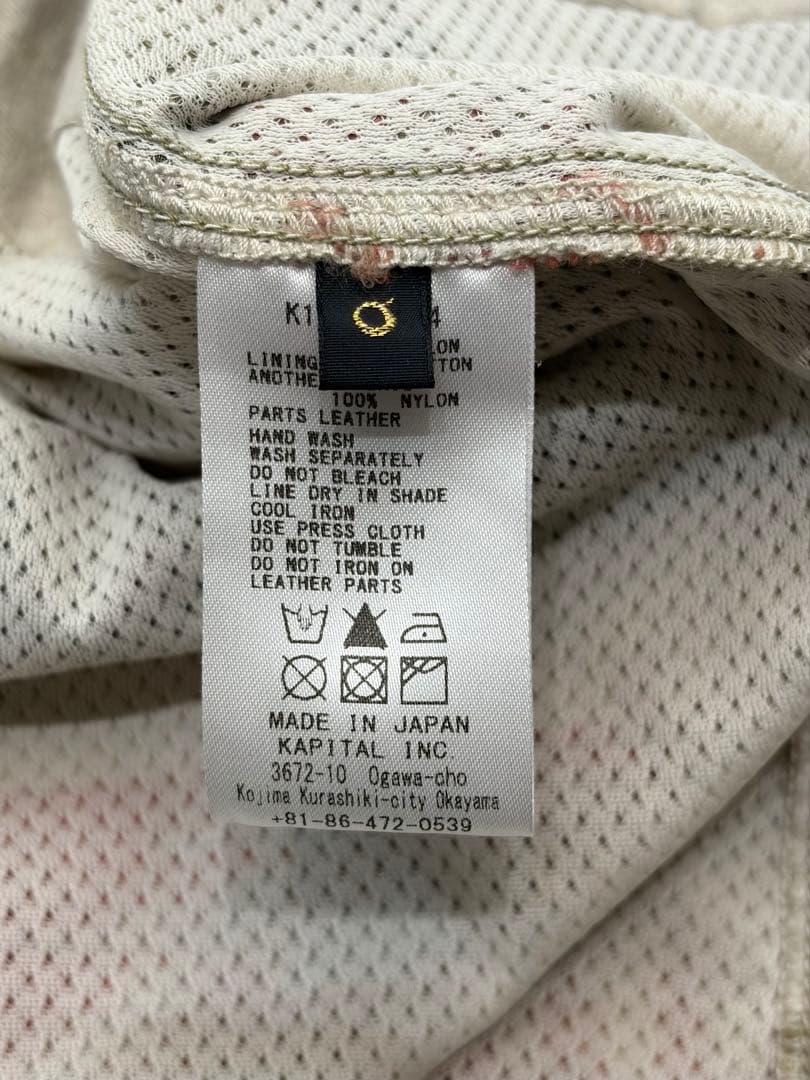 K1 4
LINING
ANOTHE
100% NYLON
PARTS LEATHER
HAND WASH
WASH SEPARATELY
DO NOT BLEACH
LINE DRY IN SHADE
COOL IRON
USE PRESS CLOTH
DO NOT TUMBLE
DO NOT IRON ON
LEATHER PARTS
MADE IN JAPAN
KAPITAL INC.
3672-10 Ogawa-cho
Kojima Kurashiki-city Okayama
+81-86-472-0539